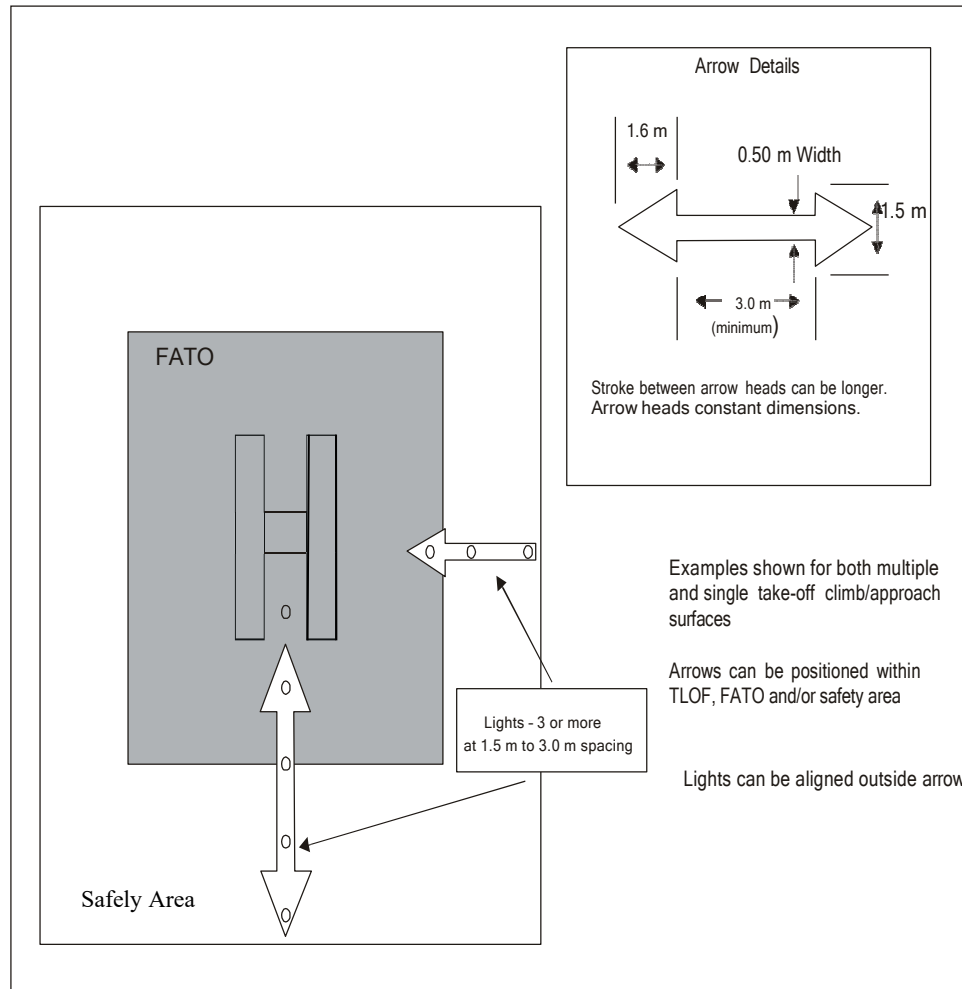 Arrow Details
1.6 m
0.50 m Width
1.5 m
3.0 m
(minimum)
Stroke between arrow heads can be longer.
Arrow heads constant dimensions.
FATO
H
Examples shown for both multiple
and single take-off climb/approach
surfaces
Arrows can be positioned within
TLOF, FATO and/or safety area
Lights - 3 or more
at 1.5 m to 3.0 m spacing
Lights can be aligned outside arrow
Safely Area